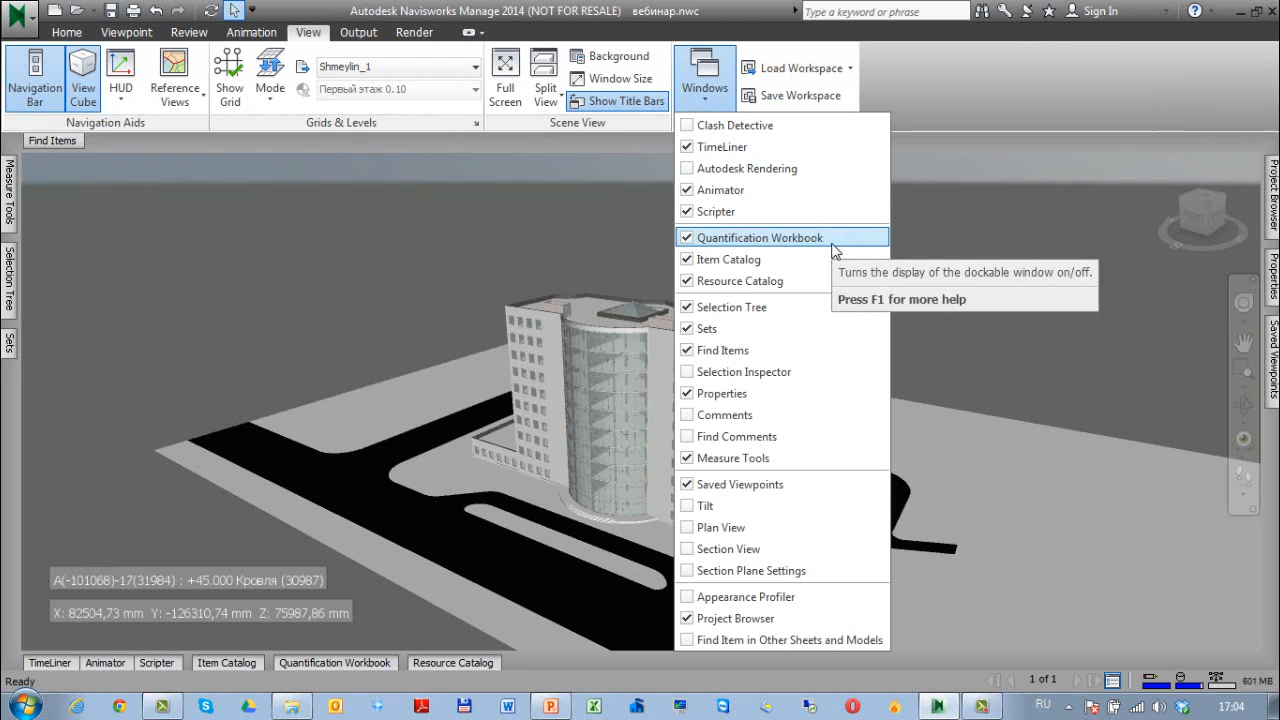 Autodesk Navisworks Manage 2014 (NOT FOR RESALE) вебинар.nwc
Type a keyword or phrase
Sign In
Home
Viewpoint
Review
Animation
View
Output
Render
Navigation Bar
View Cube
HUD
Reference Views
Navigation Aids
Show Grid
Mode
Shmeylin_1
Первый этаж 0.10
Grids & Levels
Full Screen
Split View
Background
Window Size
Show Title Bars
Scene View
Windows
Load Workspace
Save Workspace
Find Items
Measure Tools
Selection Tree
Sets
Clash Detective
TimeLiner
Autodesk Rendering
Animator
Scripter
Quantification Workbook
Item Catalog
Resource Catalog
Selection Tree
Sets
Find Items
Selection Inspector
Properties
Comments
Find Comments
Measure Tools
Saved Viewpoints
Tilt
Plan View
Section View
Section Plane Settings
Appearance Profiler
Project Browser
Find Item in Other Sheets and Models
Turns the display of the dockable window on/off.
Press F1 for more help
FRONT
Project Browser
Properties
Saved Viewpoints
A(-101068)-17(31984) : +45.000 Кровля (30987)
X: 82504,73 mm Y: -126310,74 mm Z: 75987,86 mm
TimeLiner
Animator
Scripter
Item Catalog
Quantification Workbook
Resource Catalog
Ready
1 of 1
601 MB
RU
17:04